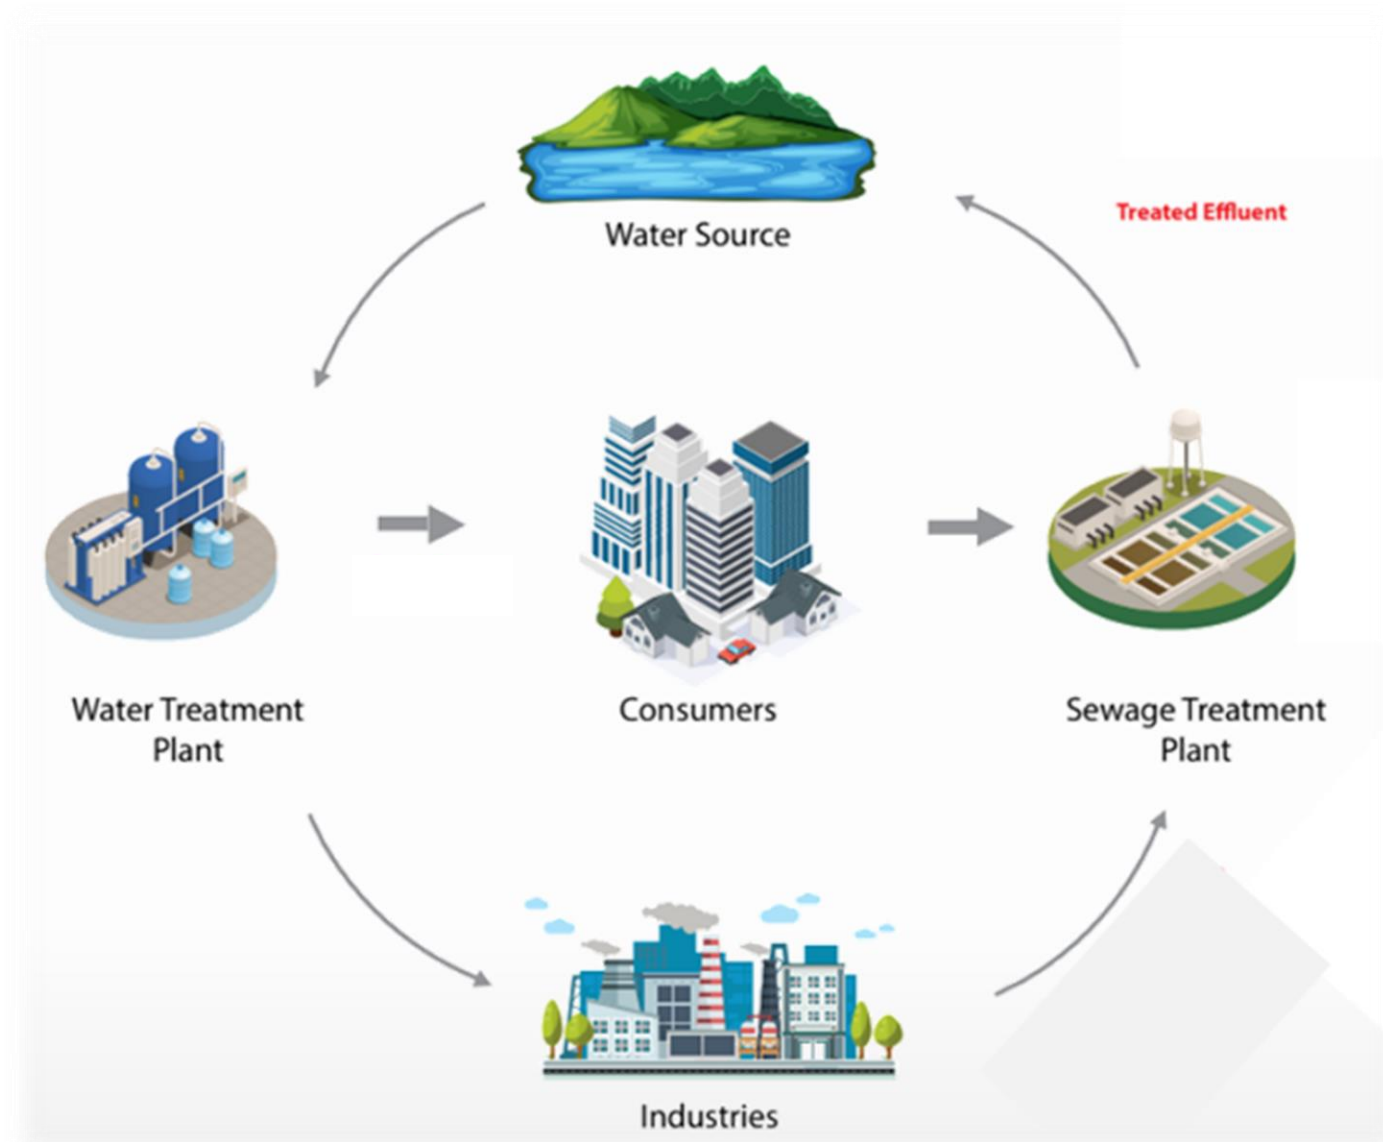 Treated Effluent
Water Source
Water Treatment
Plant
Consumers
Sewage Treatment
Plant
Industries